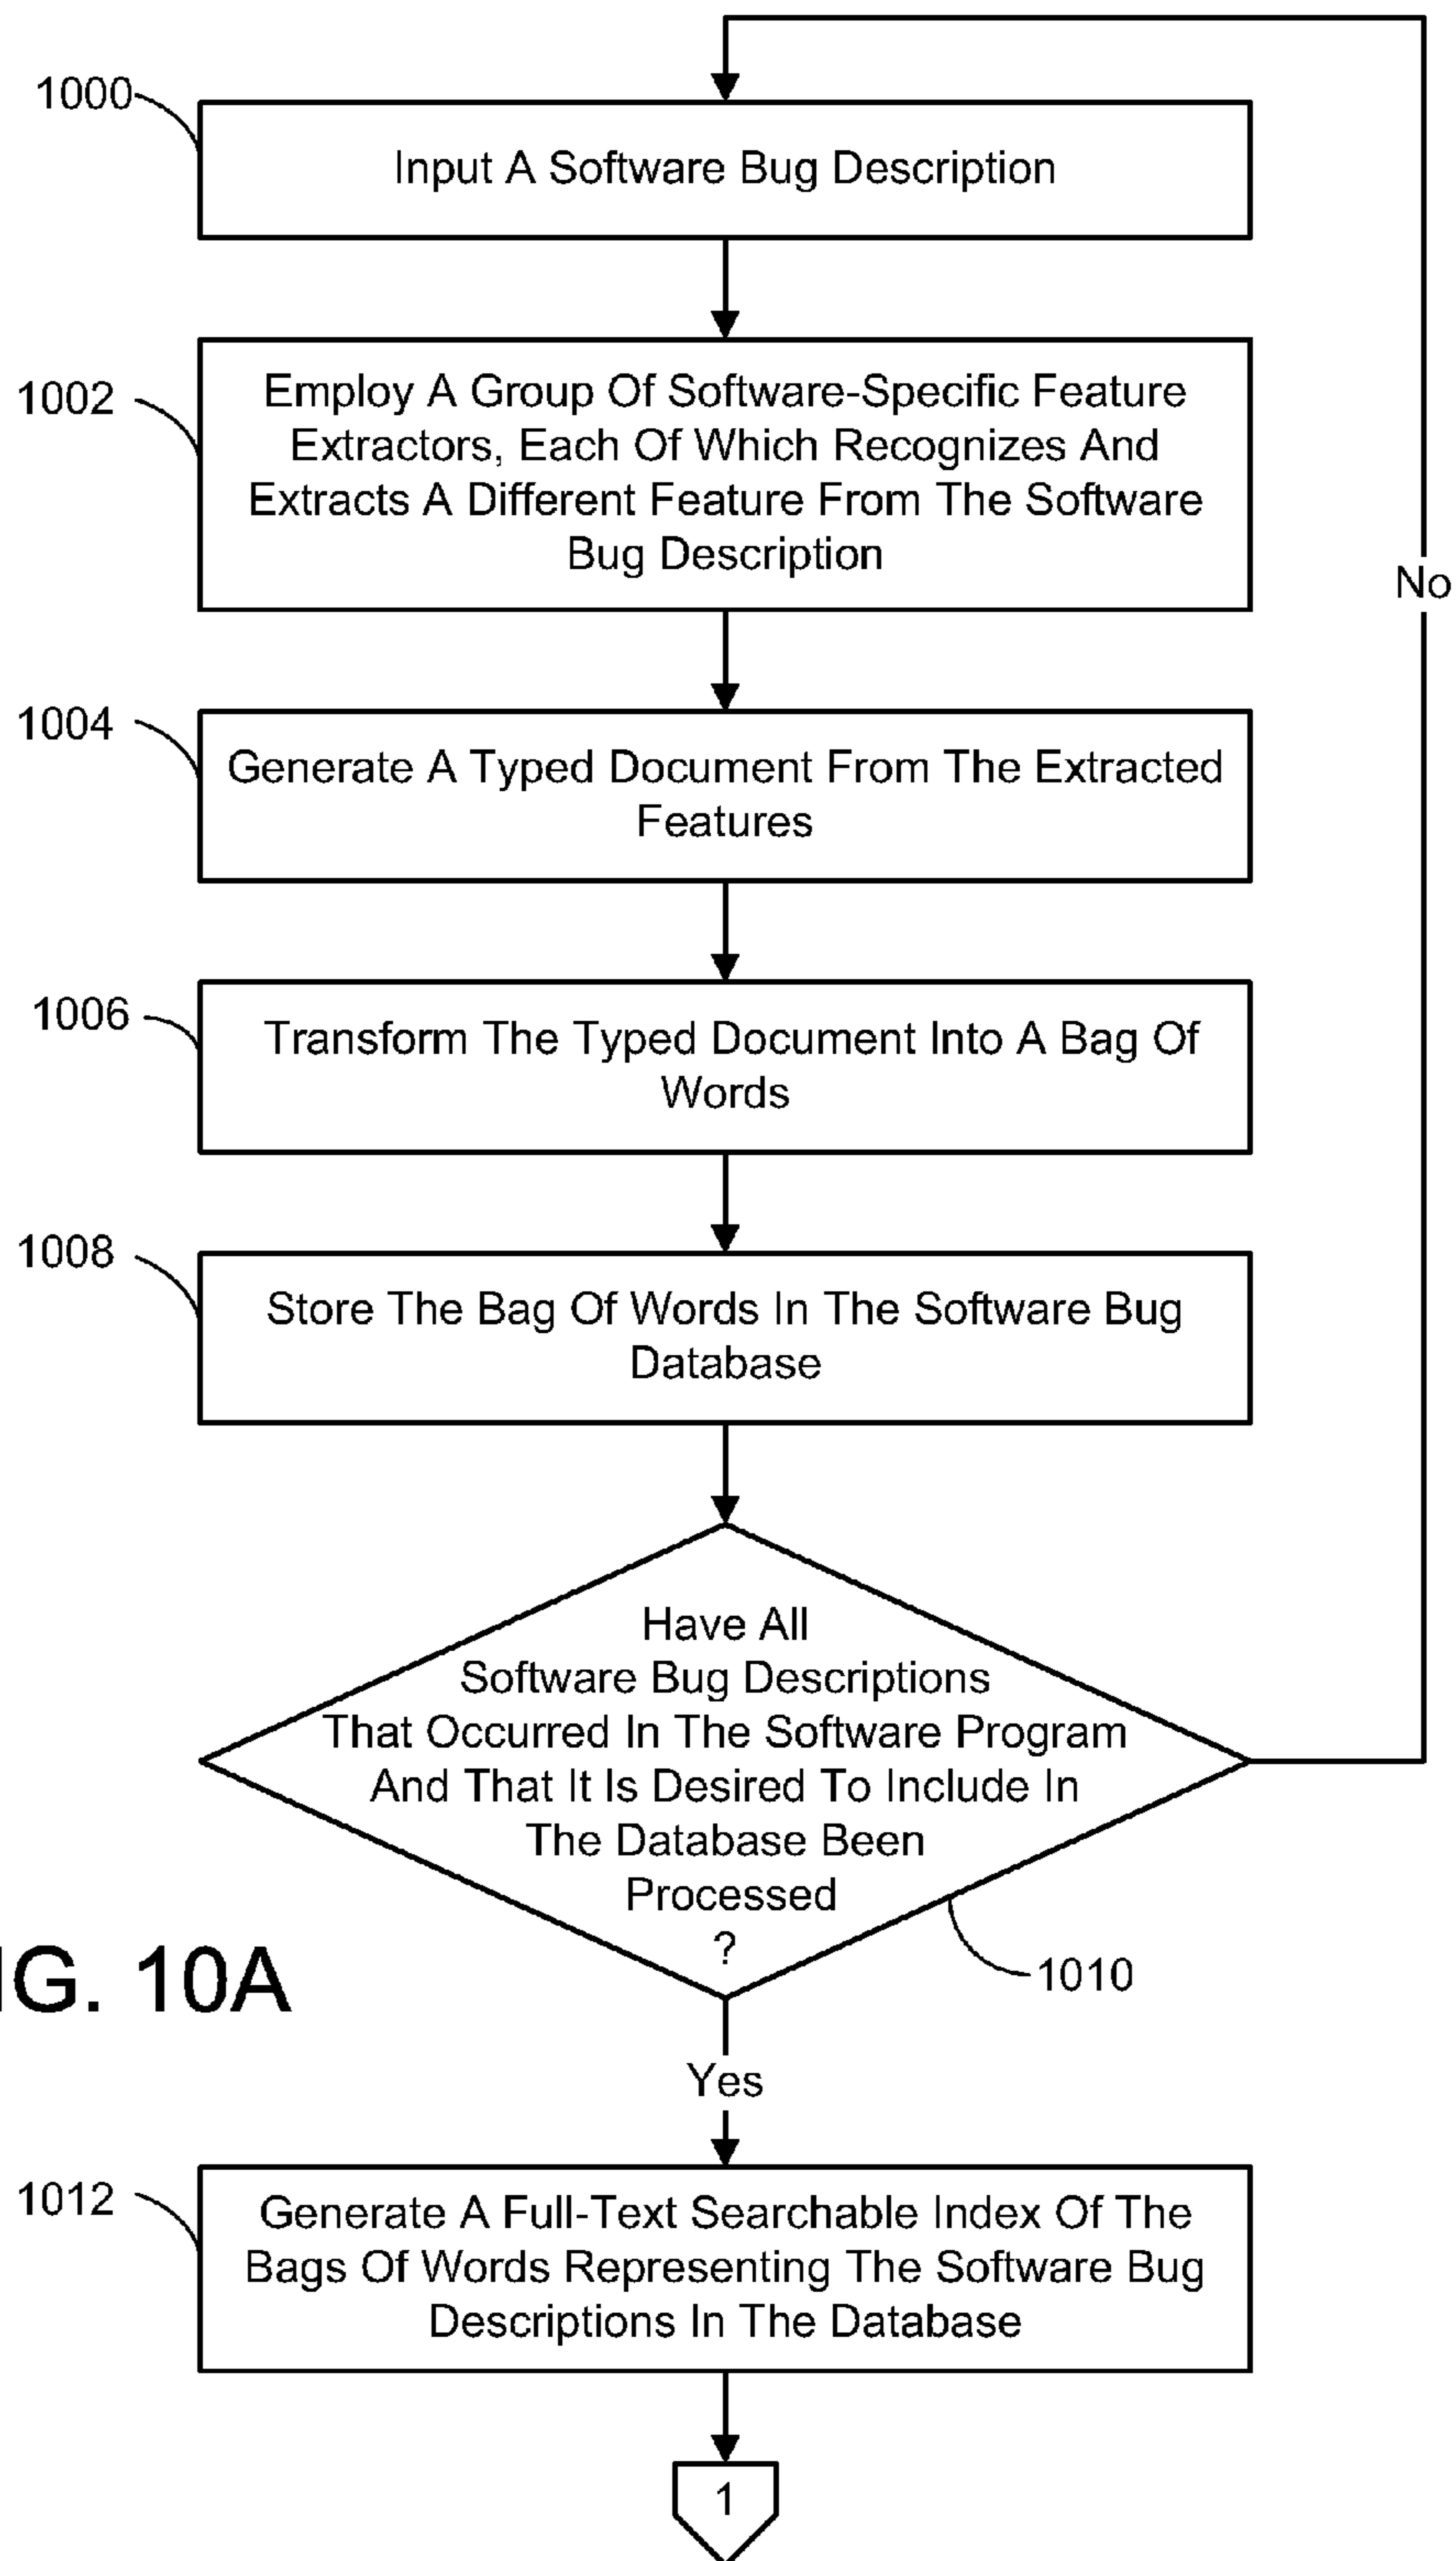 1000
Input A Software Bug Description
1002
Employ A Group Of Software-Specific Feature
Extractors, Each Of Which Recognizes And
Extracts A Different Feature From The Software
Bug Description
No
1004
Generate A Typed Document From The Extracted
Features
1006
Transform The Typed Document Into A Bag Of
Words
1008
Store The Bag Of Words In The Software Bug
Database
Have All
Software Bug Descriptions
That Occurred In The Software Program
And That It Is Desired To Include In
The Database Been
Processed
?
1010
IG. 10A
Yes
1012
Generate A Full-Text Searchable Index Of The
Bags Of Words Representing The Software Bug
Descriptions In The Database
1